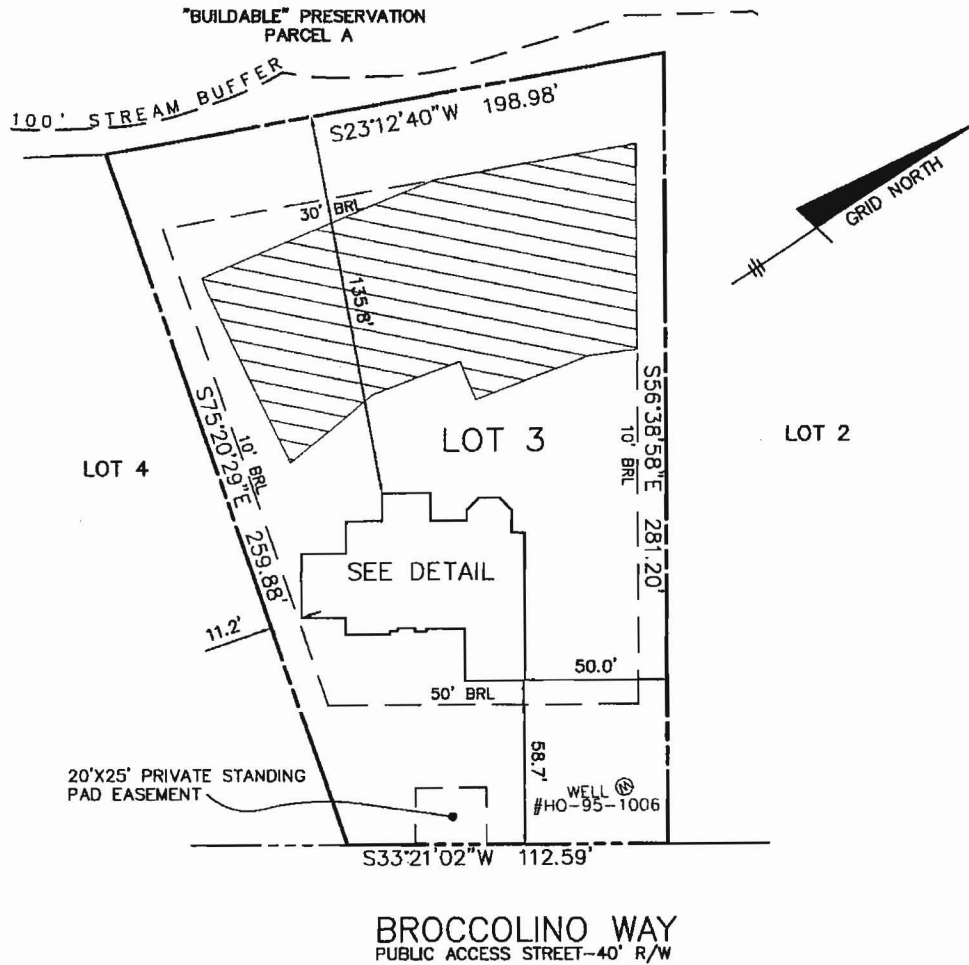 "BUILDABLE" PRESERVATION
PARCEL A
100' STREAM BUFFER
S23°12'40"W 198.98'
GRID NORTH
30' BRL
135.8'
S75°20'29"E 259.88'
10' BRL
LOT 3
S56°38'58"E 281.20'
10' BRL
LOT 2
LOT 4
SEE DETAIL
11.2'
50.0'
50' BRL
58.7'
20'X25' PRIVATE STANDING
PAD EASEMENT
WELL
#HO-95-1006
S33°21'02"W 112.59'
BROCCOLINO WAY
PUBLIC ACCESS STREET-40' R/W